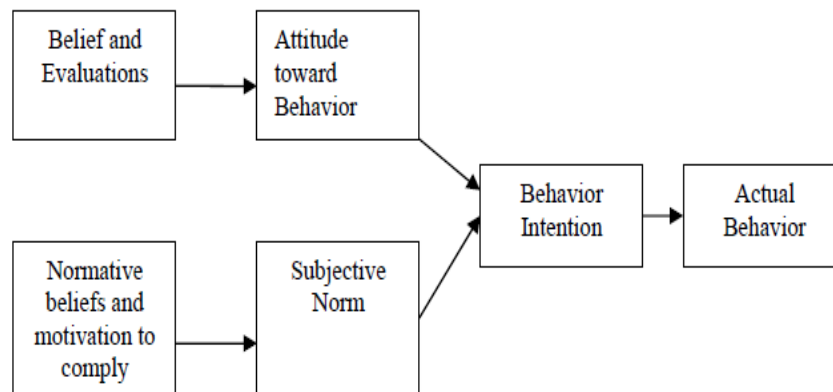 Belief and
Evaluations
Attitude
toward
Behavior
Behavior
Intention
Actual
Behavior
Normative
beliefs and
motivation to
comply
Subjective
Norm